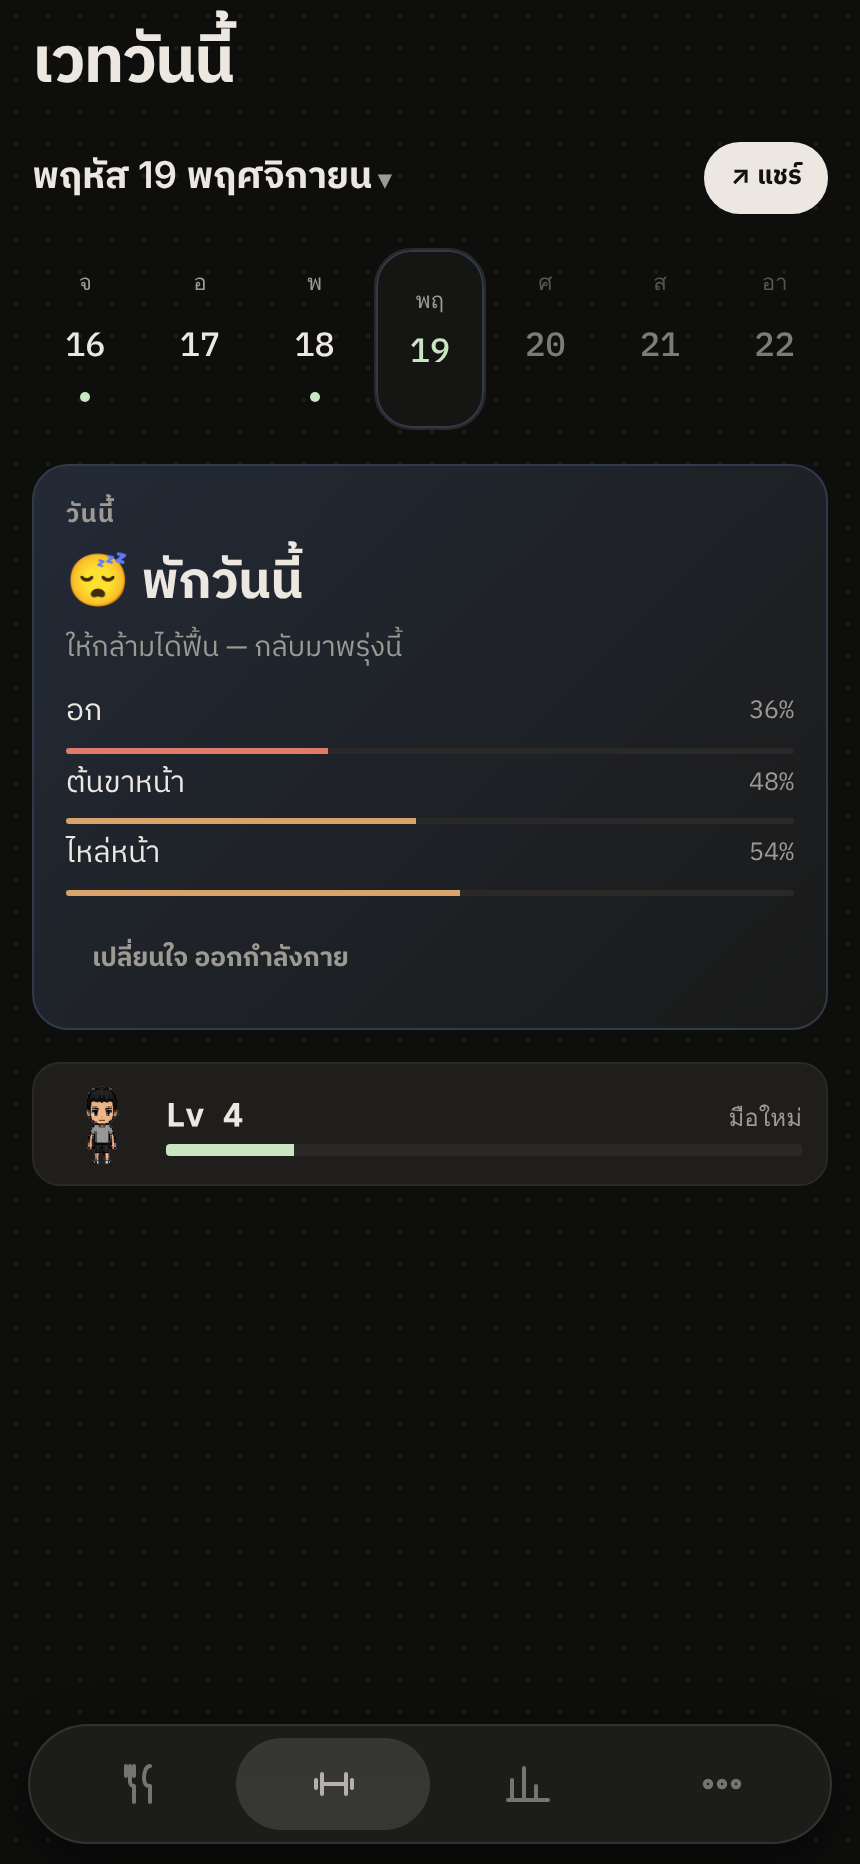 เวทวันนี้
พฤหัส 19 พฤศจิกายน ▾
↗ แชร์
จ อ พ พฤ ศ ส อา
16 17 18 19 20 21 22
วันนี้
😴 พักวันนี้
ให้กล้ามได้ฟื้น — กลับมาพรุ่งนี้
อก 36%
ต้นขาหน้า 48%
ไหล่หน้า 54%
เปลี่ยนใจ ออกกำลังกาย
Lv 4 มือใหม่